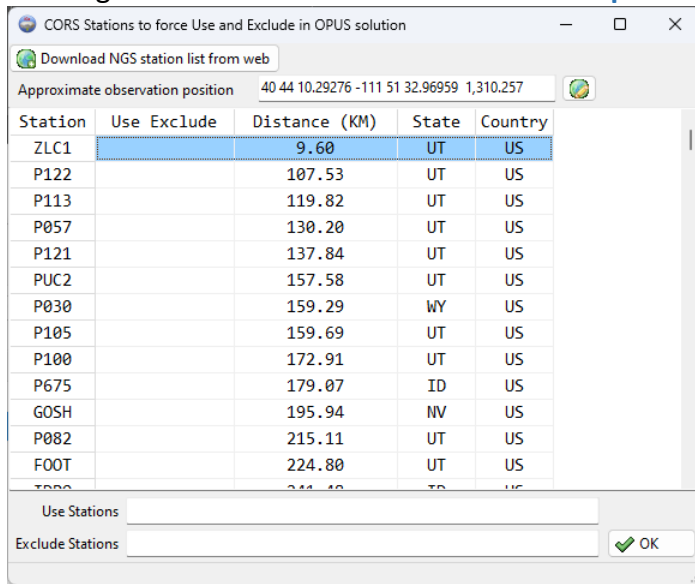 CORS Stations to force Use and Exclude in OPUS solution
Download NGS station list from web
Approximate observation position 40 44 10.29276 -111 51 32.96959 1,310.257
Station Use Exclude Distance (KM) State Country
ZLC1 9.60 UT US
P122 107.53 UT US
P113 119.82 UT US
P057 130.20 UT US
P121 137.84 UT US
PUC2 157.58 UT US
P030 159.29 WY US
P105 159.69 UT US
P100 172.91 UT US
P675 179.07 ID US
GOSH 195.94 NV US
P082 215.11 UT US
FOOT 224.80 UT US
Use Stations
Exclude Stations OK